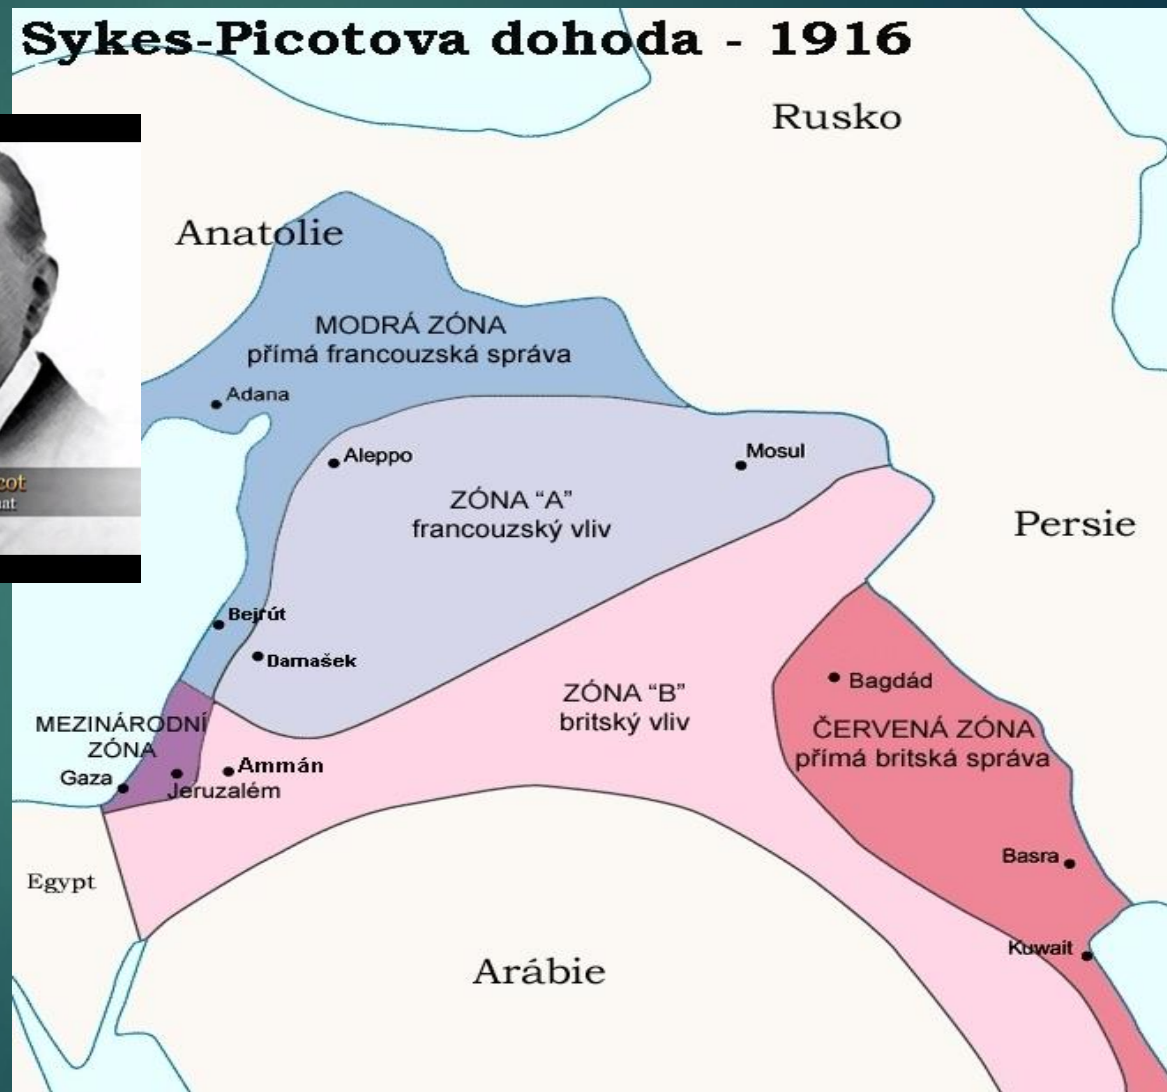 Sykes-Picotova dohoda - 1916
Rusko
Anatolie
MODRÁ ZÓNA
přímá francouzská správa
Adana
Aleppo
Mosul
ZÓNA “A”
francouzský vliv
Persie
Bejrút
Damašek
ZÓNA “B”
britský vliv
Bagdád
ČERVENÁ ZÓNA
přímá britská správa
MEZINÁRODNÍ
ZÓNA
Gaza
Jeruzalém
Ammán
Egypt
Basra
Kuwait
Arábie